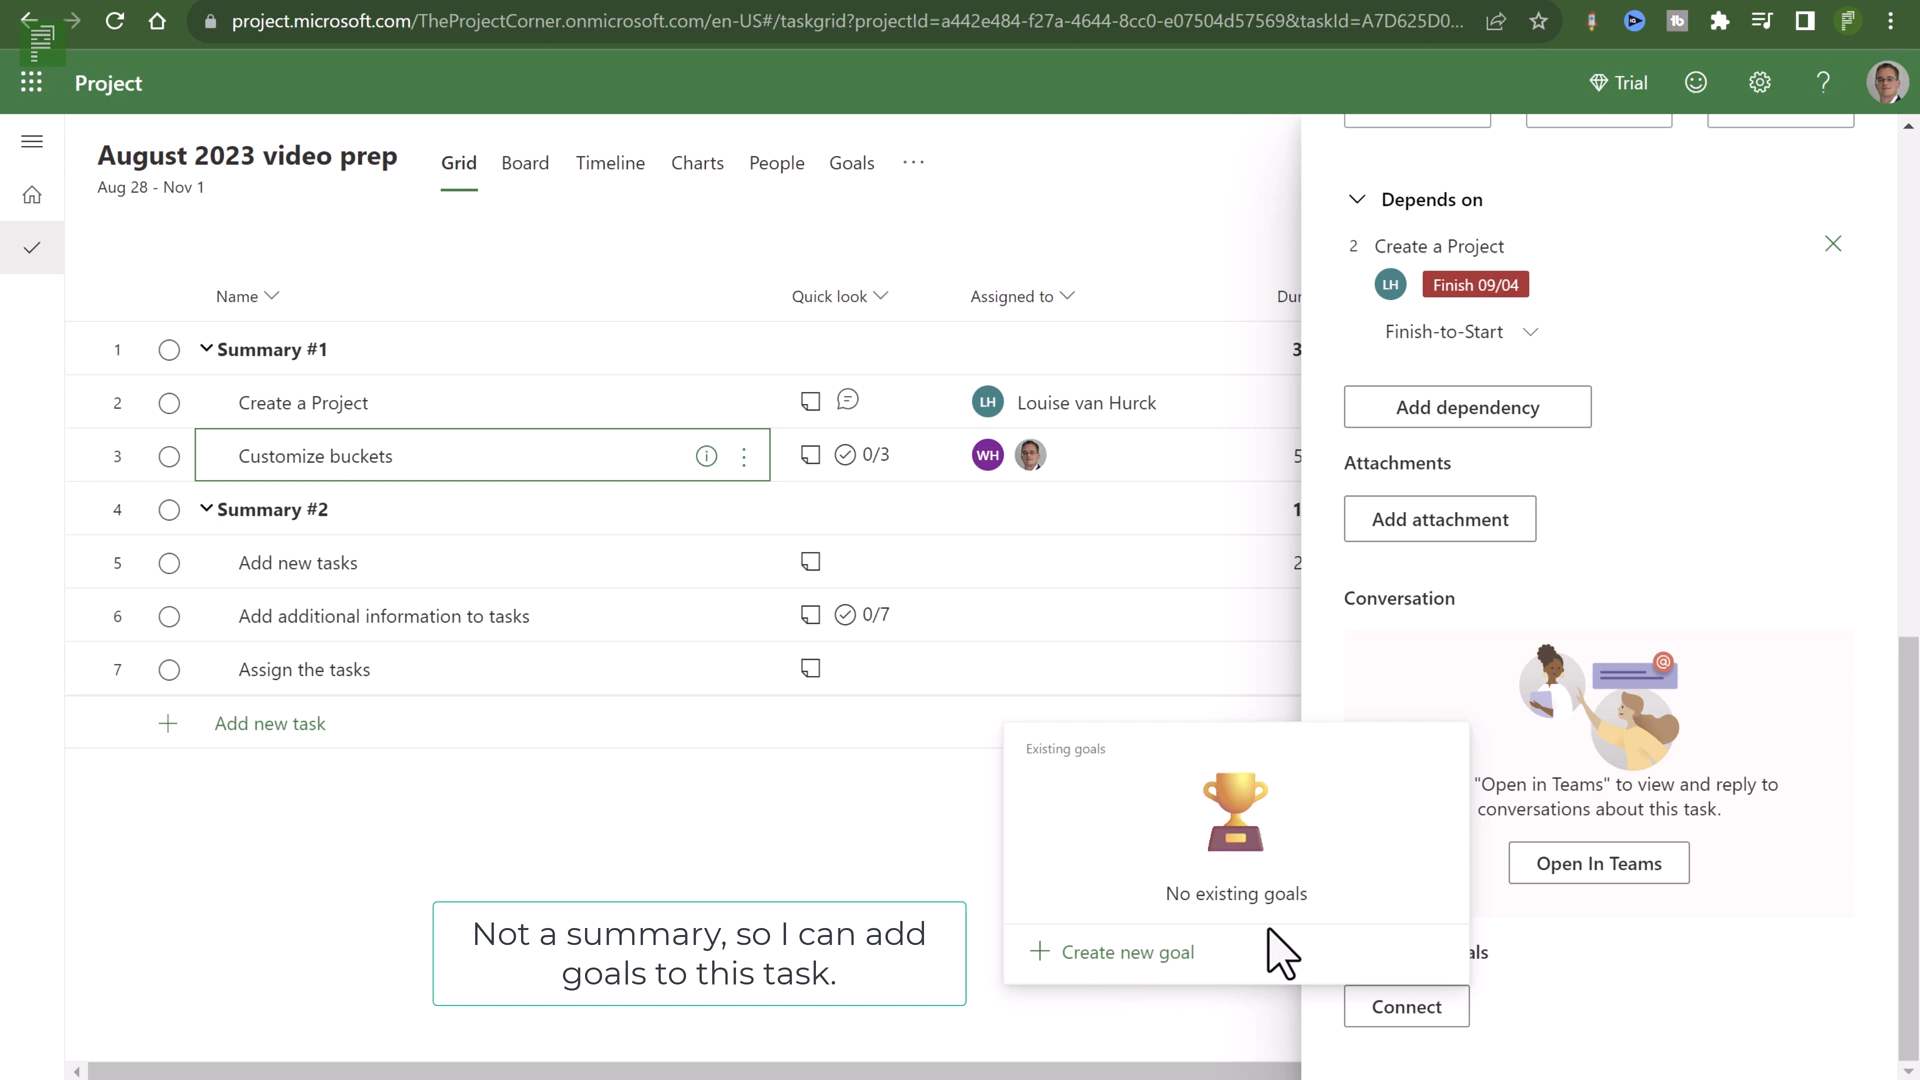 project.microsoft.com/TheProjectCorner.onmicrosoft.com/en-US#/taskgrid?projectId=a442e484-f27a-4644-8cc0-e07504d57569&taskId=A7D625D0...
Project
Trial
August 2023 video prep
Aug 28 - Nov 1
Grid
Board
Timeline
Charts
People
Goals
Name
Quick look
Assigned to
Dur
1 Summary #1 3
2 Create a Project LH Louise van Hurck
3 Customize buckets 0/3 WH 5
4 Summary #2 1
5 Add new tasks 2
6 Add additional information to tasks 0/7
7 Assign the tasks
Add new task
Depends on
2 Create a Project
LH Finish 09/04
Finish-to-Start
Add dependency
Attachments
Add attachment
Conversation
"Open in Teams" to view and reply to
conversations about this task.
Open In Teams
als
Connect
Existing goals
No existing goals
Create new goal
Not a summary, so I can add
goals to this task.